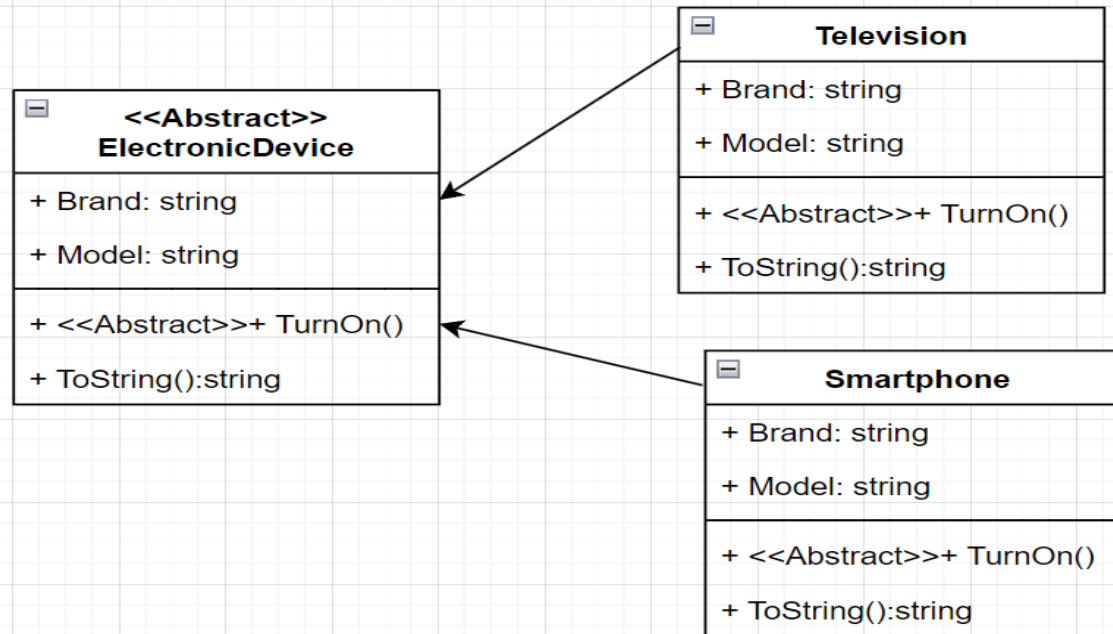 <<Abstract>>
ElectronicDevice
+ Brand: string
+ Model: string
+ <<Abstract>>+ TurnOn()
+ ToString():string
Television
+ Brand: string
+ Model: string
+ <<Abstract>>+ TurnOn()
+ ToString():string
Smartphone
+ Brand: string
+ Model: string
+ <<Abstract>>+ TurnOn()
+ ToString():string